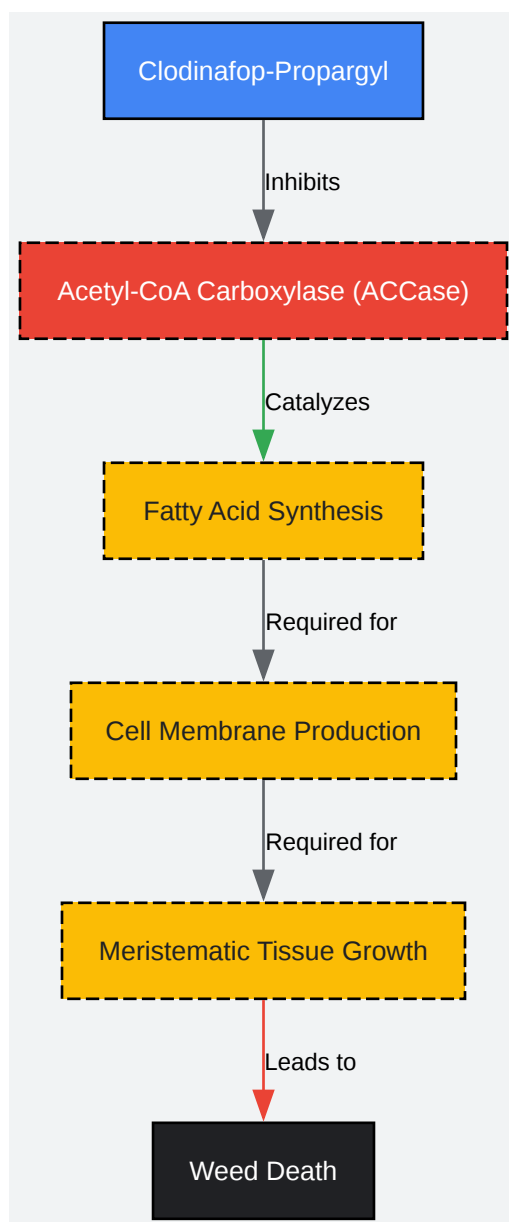 Clodinafop-Propargyl
Inhibits
Acetyl-CoA Carboxylase (ACCase)
Catalyzes
Fatty Acid Synthesis
Required for
Cell Membrane Production
Required for
Meristematic Tissue Growth
Leads to
Weed Death